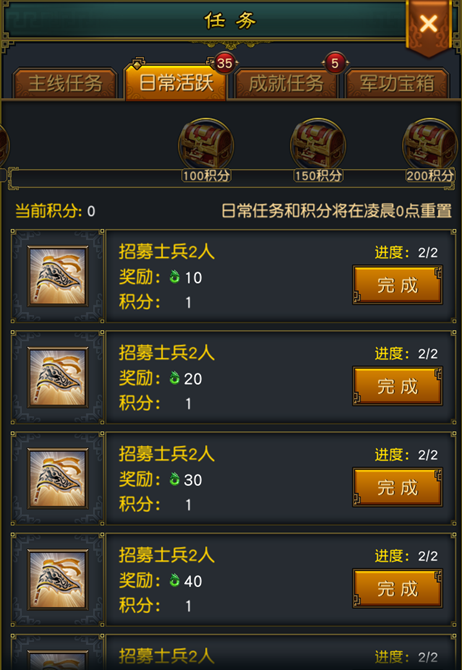 任务
主线任务 日常活跃 35 成就任务 5 军功宝箱
100积分 150积分 200积分
当前积分: 0 日常任务和积分将在凌晨0点重置
招募士兵2人 进度: 2/2
奖励: 10 完成
积分: 1
招募士兵2人 进度: 2/2
奖励: 20 完成
积分: 1
招募士兵2人 进度: 2/2
奖励: 30 完成
积分: 1
招募士兵2人 进度: 2/2
奖励: 40 完成
积分: 1
招募士兵2人 进度: 2/2